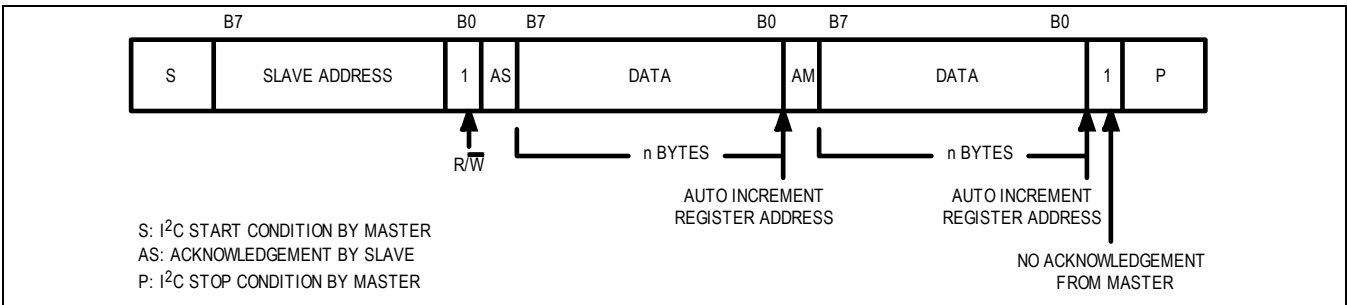 B7 B0 B7 B0 B7 B0
S SLAVE ADDRESS 1 AS DATA AM DATA 1 P
R/W̅
n BYTES n BYTES
AUTO INCREMENT
REGISTER ADDRESS
AUTO INCREMENT
REGISTER ADDRESS
NO ACKNOWLEDGEMENT
FROM MASTER
S: I²C START CONDITION BY MASTER
AS: ACKNOWLEDGEMENT BY SLAVE
P: I²C STOP CONDITION BY MASTER